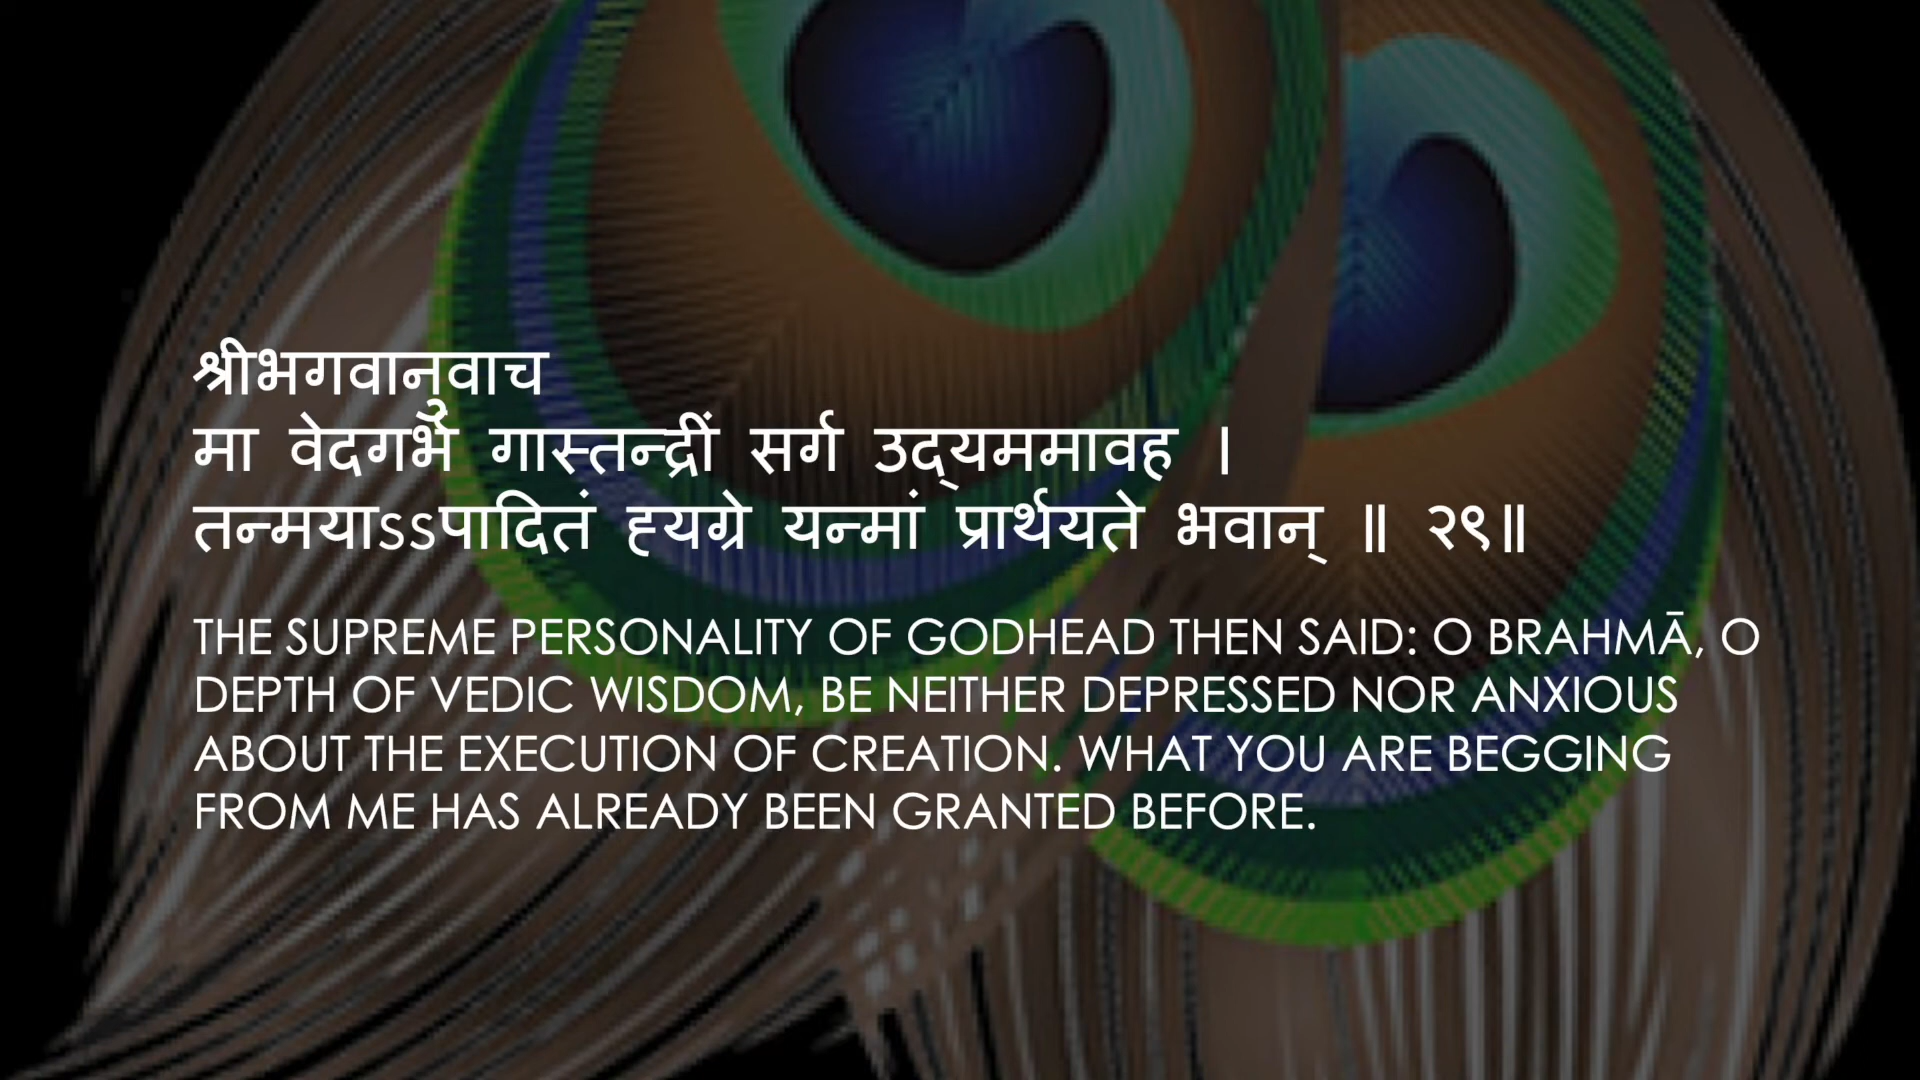 श्रीभगवानुवाच
मा वेदगर्भ गास्तन्द्रीं सर्ग उद्यममावह ।
तन्मयाऽऽपादितं ह्यग्रे यन्मां प्रार्थयते भवान् ॥ २९॥
THE SUPREME PERSONALITY OF GODHEAD THEN SAID: O BRAHMĀ, O
DEPTH OF VEDIC WISDOM, BE NEITHER DEPRESSED NOR ANXIOUS
ABOUT THE EXECUTION OF CREATION. WHAT YOU ARE BEGGING
FROM ME HAS ALREADY BEEN GRANTED BEFORE.